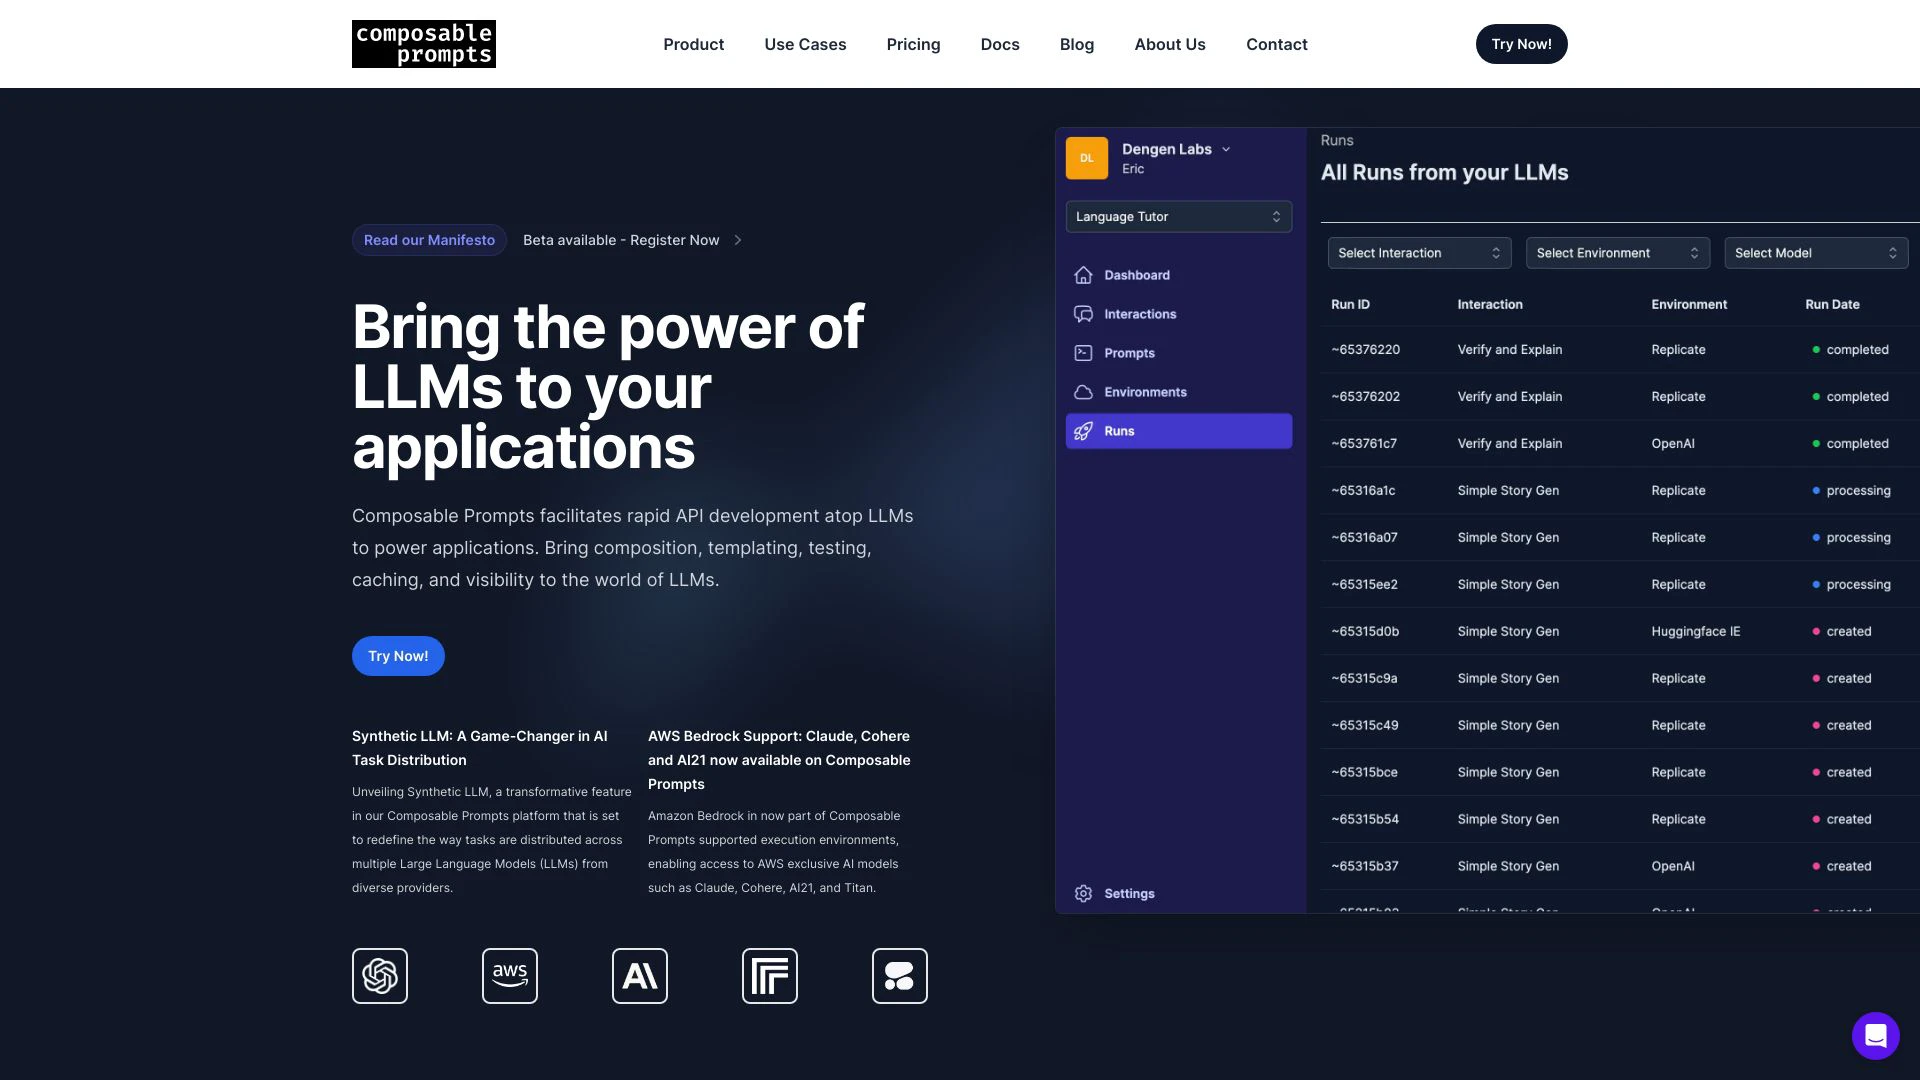 composable
prompts
Product
Use Cases
Pricing
Docs
Blog
About Us
Contact
Try Now!
Read our Manifesto
Beta available - Register Now
Bring the power of
LLMs to your
applications
Composable Prompts facilitates rapid API development atop LLMs
to power applications. Bring composition, templating, testing,
caching, and visibility to the world of LLMs.
Try Now!
Synthetic LLM: A Game-Changer in AI
Task Distribution
Unveiling Synthetic LLM, a transformative feature
in our Composable Prompts platform that is set
to redefine the way tasks are distributed across
multiple Large Language Models (LLMs) from
diverse providers.
AWS Bedrock Support: Claude, Cohere
and AI21 now available on Composable
Prompts
Amazon Bedrock in now part of Composable
Prompts supported execution environments,
enabling access to AWS exclusive AI models
such as Claude, Cohere, AI21, and Titan.
aws
DL
Dengen Labs
Eric
Language Tutor
Dashboard
Interactions
Prompts
Environments
Runs
Settings
Runs
All Runs from your LLMs
Select Interaction
Select Environment
Select Model
Run ID Interaction Environment Run Date
~65376220 Verify and Explain Replicate completed
~65376202 Verify and Explain Replicate completed
~653761c7 Verify and Explain OpenAI completed
~65316a1c Simple Story Gen Replicate processing
~65316a07 Simple Story Gen Replicate processing
~65315ee2 Simple Story Gen Replicate processing
~65315d0b Simple Story Gen Huggingface IE created
~65315c9a Simple Story Gen Replicate created
~65315c49 Simple Story Gen Replicate created
~65315bce Simple Story Gen Replicate created
~65315b54 Simple Story Gen Replicate created
~65315b37 Simple Story Gen OpenAI created